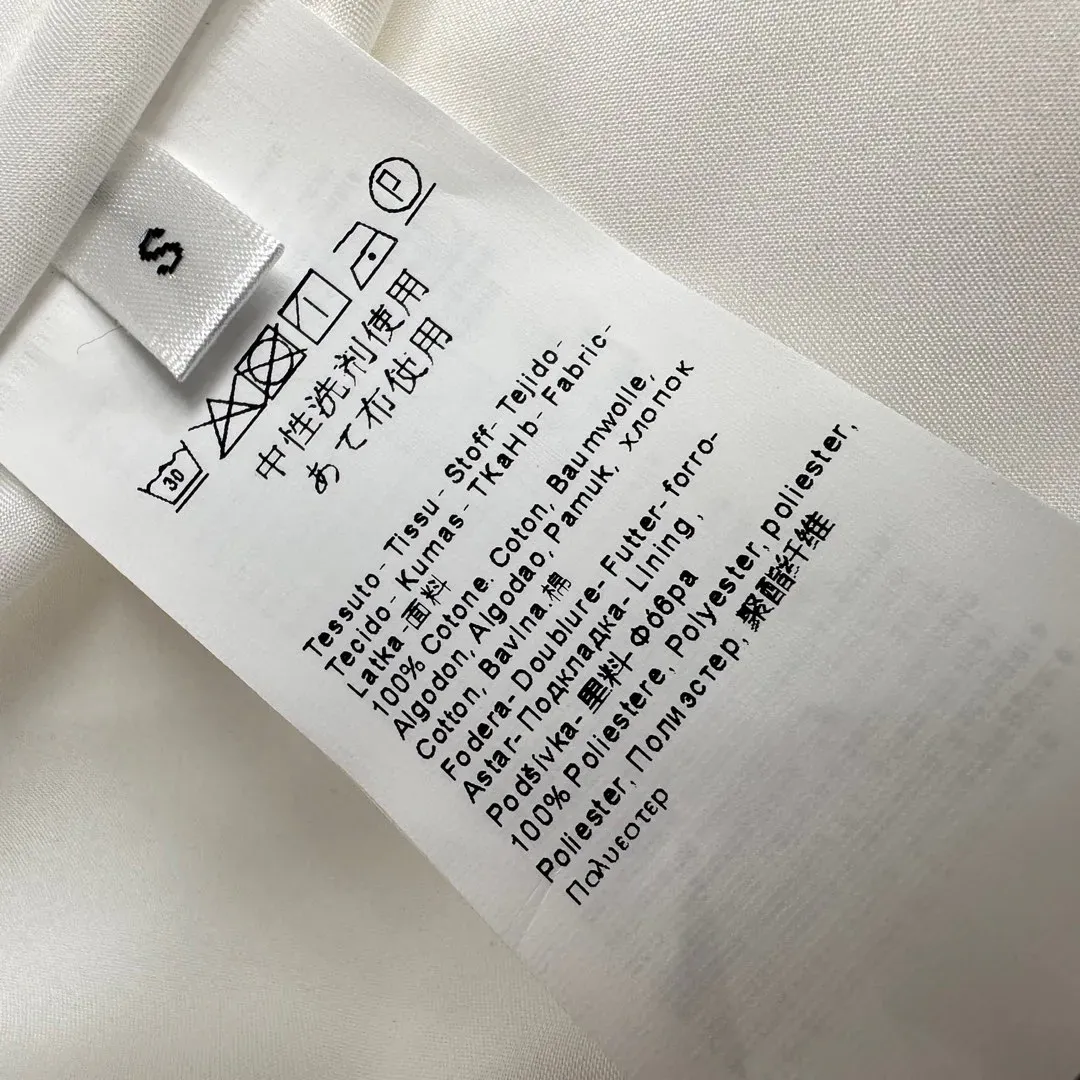 S
30
P
中性洗剤使用
あて布使用
Tessuto-Tissu-Stoff-Tejido-
Tecido-Kumas-TKaHb-Fabric-
Latka-面料
100% Cotone. Coton, Baumwolle,
Algodon, Algodao, Pamuk, хлопок
Cotton, Bavlna.棉
Fodera-Doublure-Futter-forro-
Astar-Подкладка-Lining,
Podšívka-里料-Φόβρα
100% Poliestere, Polyester, poliester,
Poliester, Полиэстер, 聚酯纤维
Πολυεστερ